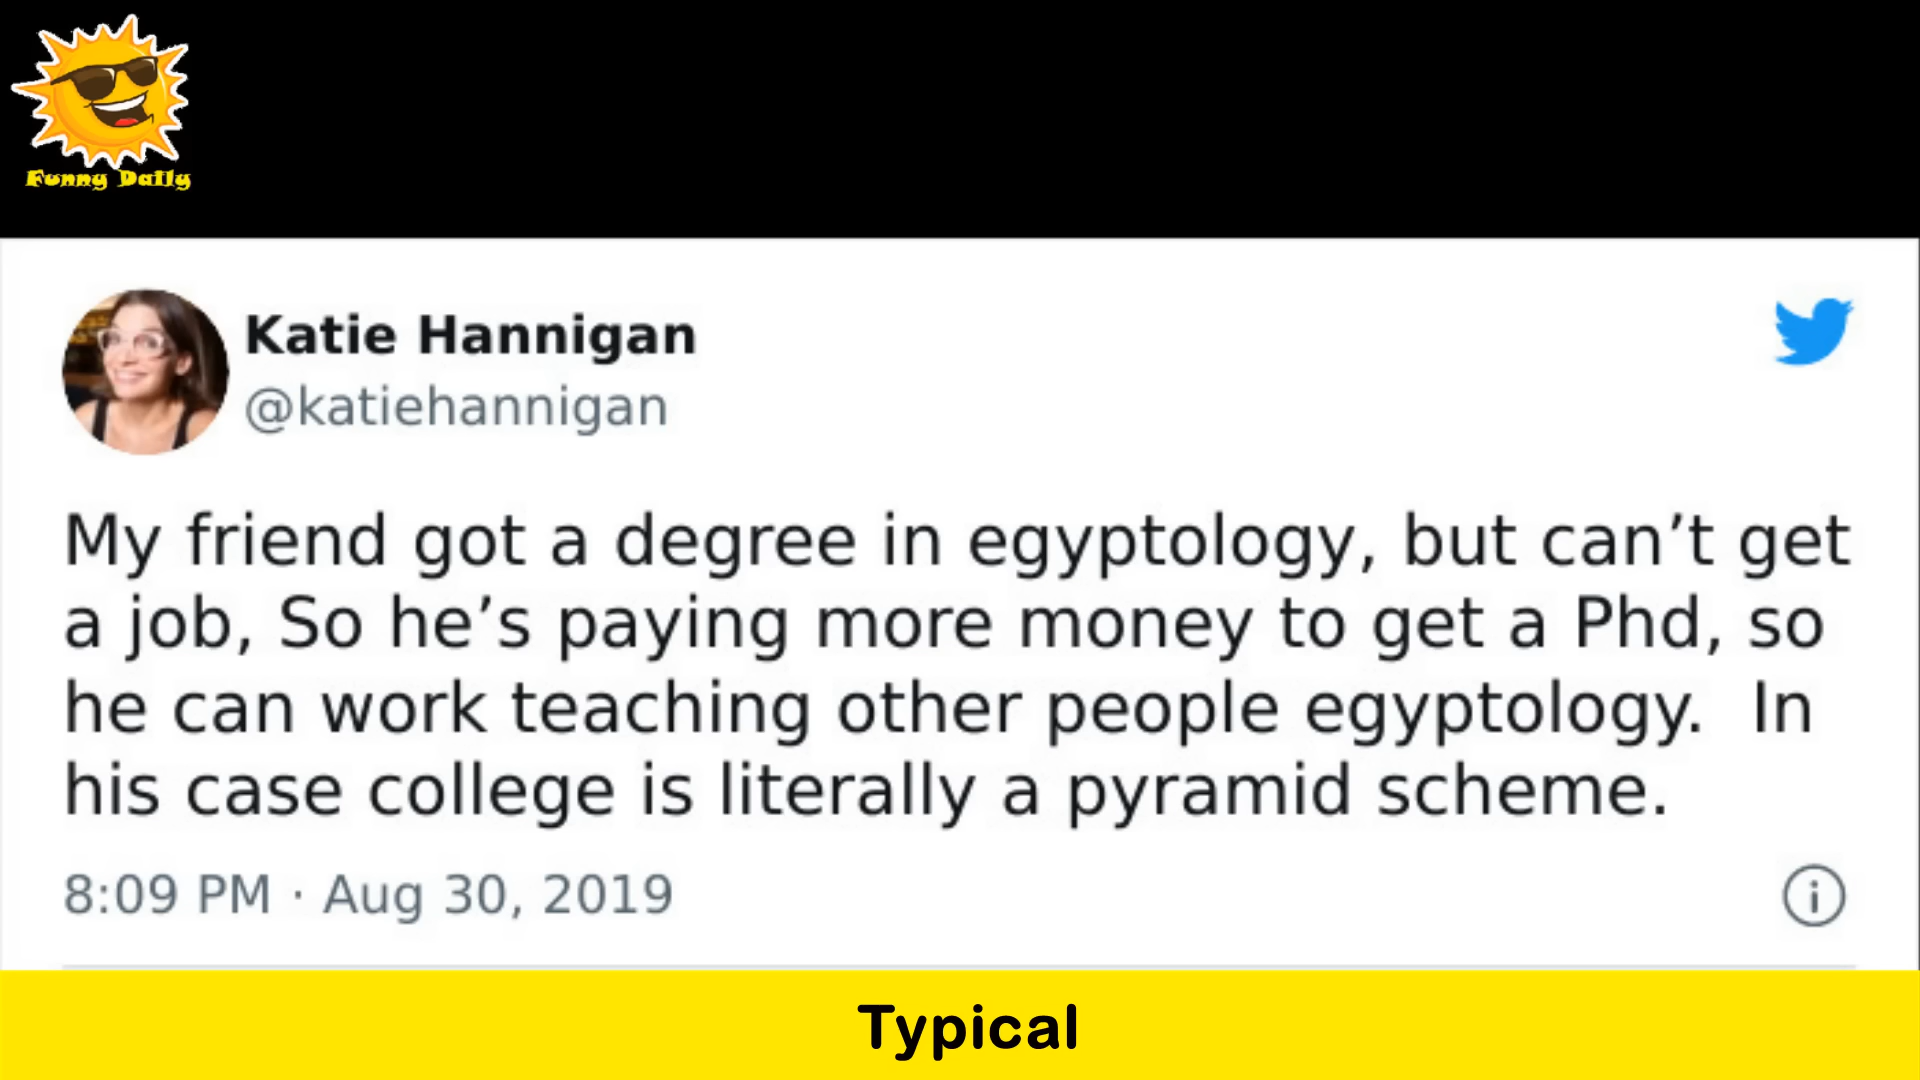 Funny Daily
Katie Hannigan
@katiehannigan
My friend got a degree in egyptology, but can’t get
a job, So he’s paying more money to get a Phd, so
he can work teaching other people egyptology.  In
his case college is literally a pyramid scheme.
8:09 PM · Aug 30, 2019
Typical